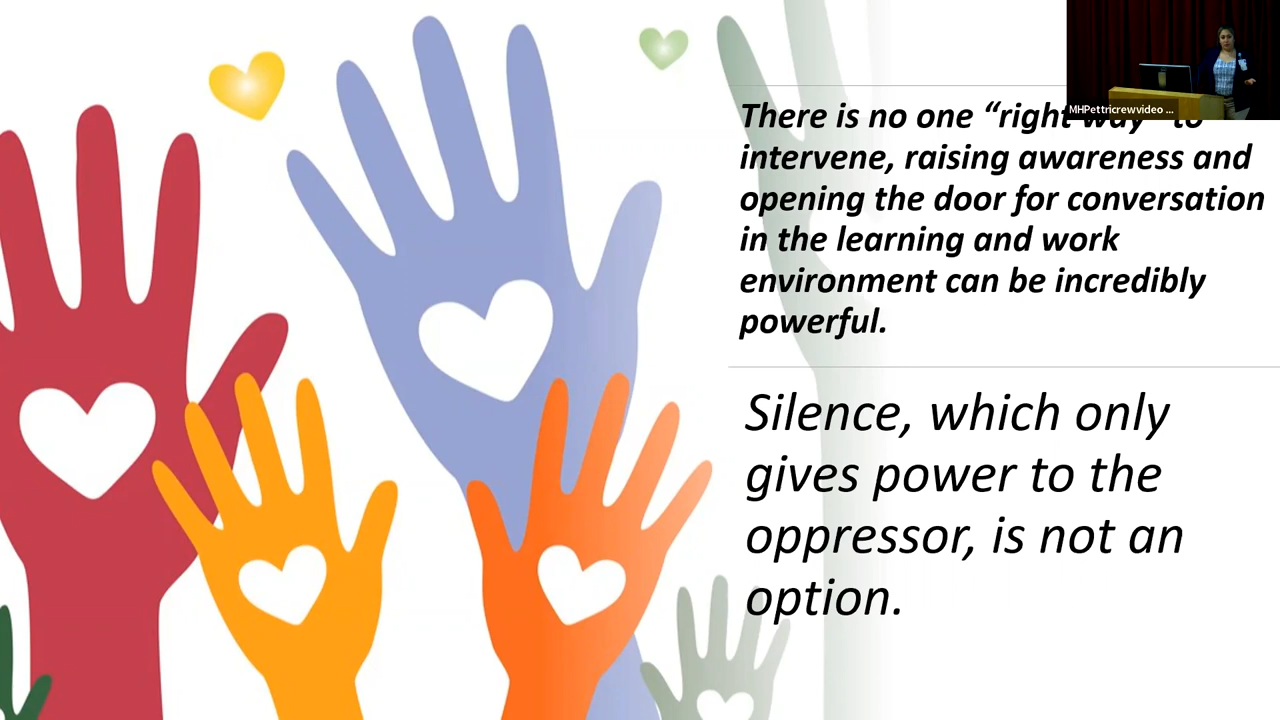 There is no one “right way” to
intervene, raising awareness and
opening the door for conversation
in the learning and work
environment can be incredibly
powerful.
Silence, which only
gives power to the
oppressor, is not an
option.
MHPettricrewvideo ...